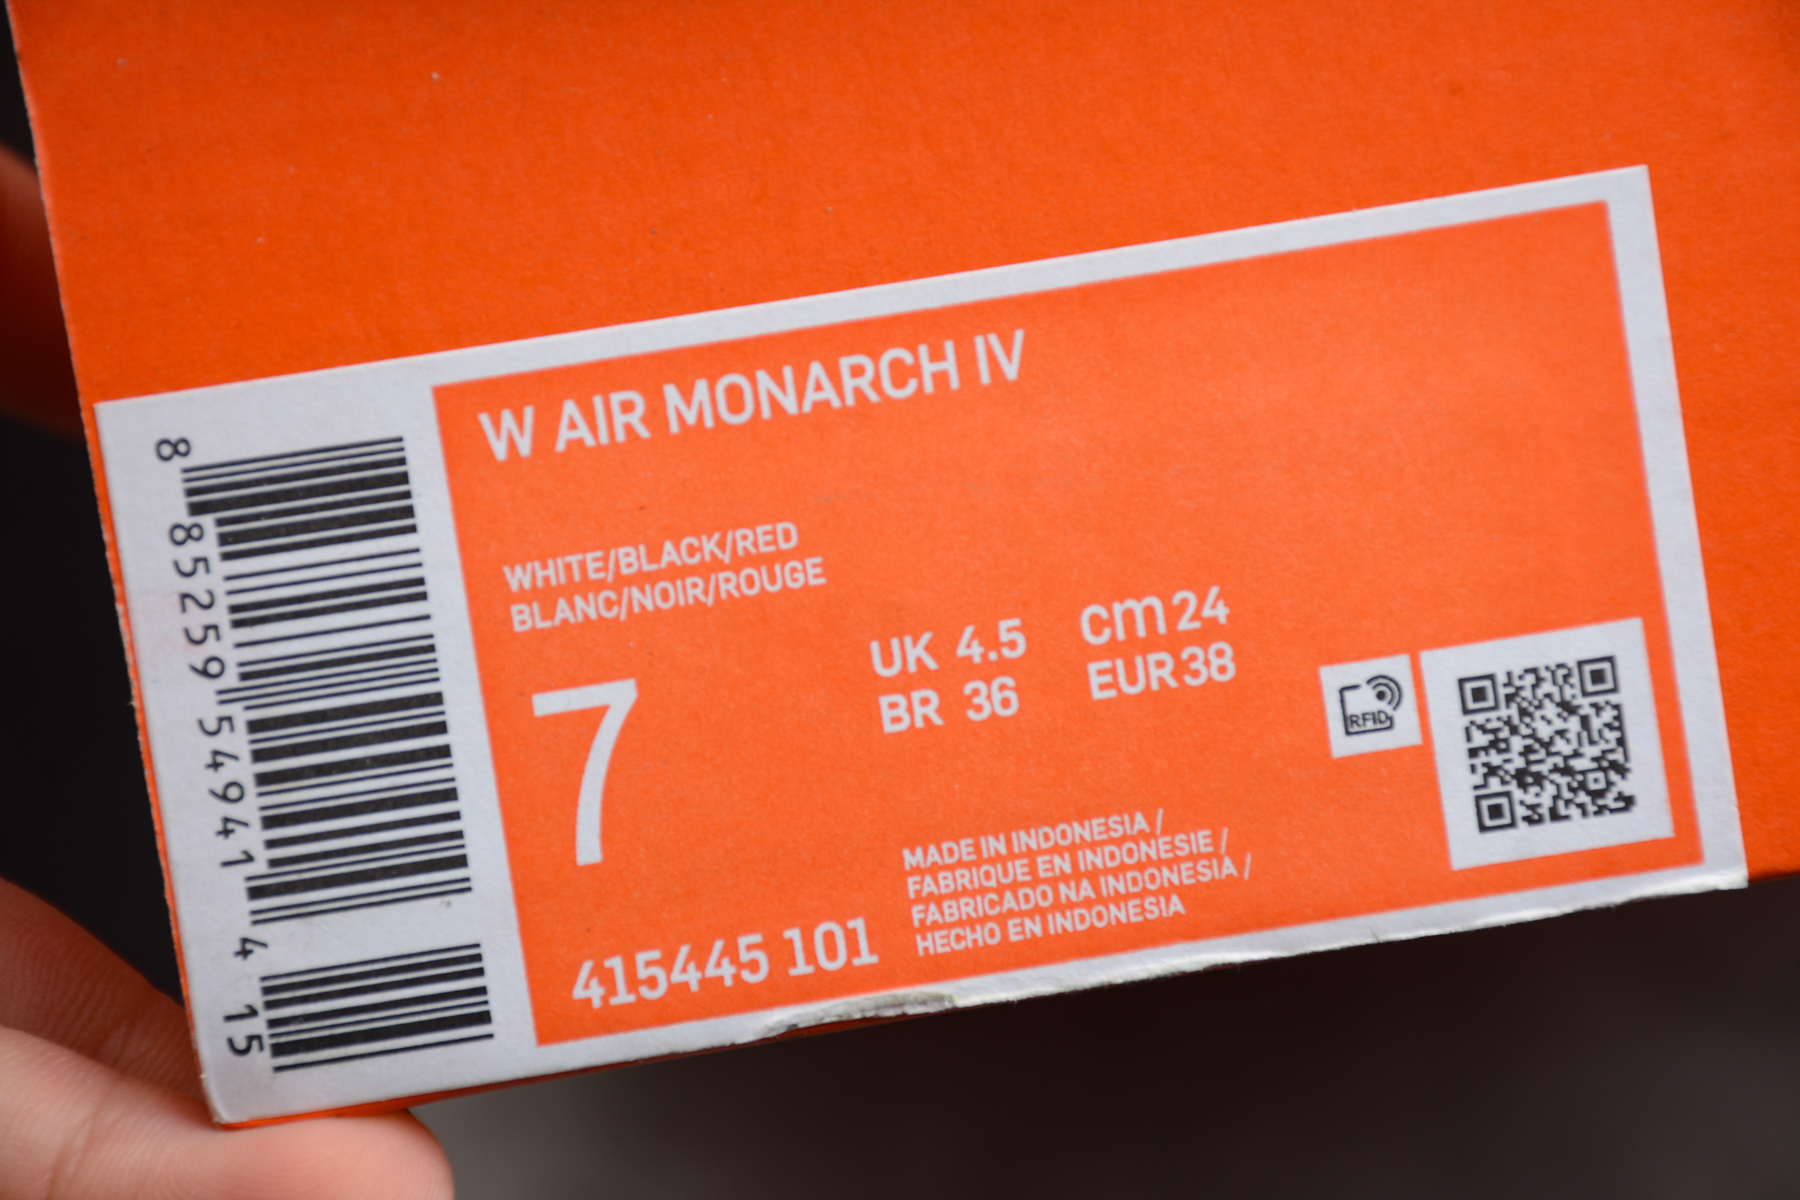 W AIR MONARCH IV
WHITE/BLACK/RED
BLANC/NOIR/ROUGE
7
UK 4.5
BR 36
cm 24
EUR 38
RFID
415445 101
MADE IN INDONESIA /
FABRIQUE EN INDONESIE /
FABRICADO NA INDONESIA /
HECHO EN INDONESIA
8 85259 54941 4 15